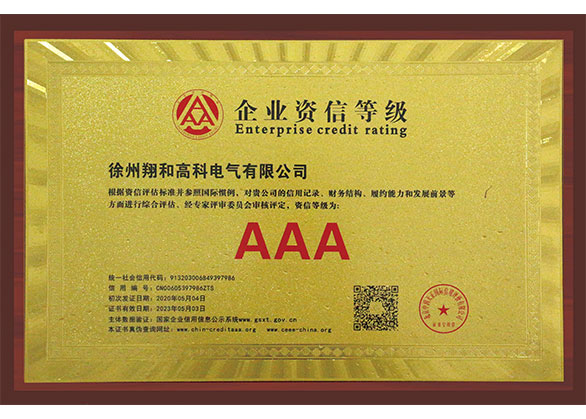 AAA
企业资信等级
Enterprise credit rating
徐州翔和高科电气有限公司
根据资信评估标准并参照国际惯例、对贵公司的信用记录、财务结构、履约能力和发展前景等
方面进行综合评估，经专家评审委员会审核评定、资信等级为：
AAA
统一社会信用代码：913203006849397986
信用编号：CN00605397986ZTS
初次发证日期：2020年05月04日
证书有效日期：2023年05月03日
主体数据验证：国家企业信用信息公示系统www.gsxt.gov.cn
本证书真伪查询网址：www.chin-creditaaa.org www.ceee-china.org